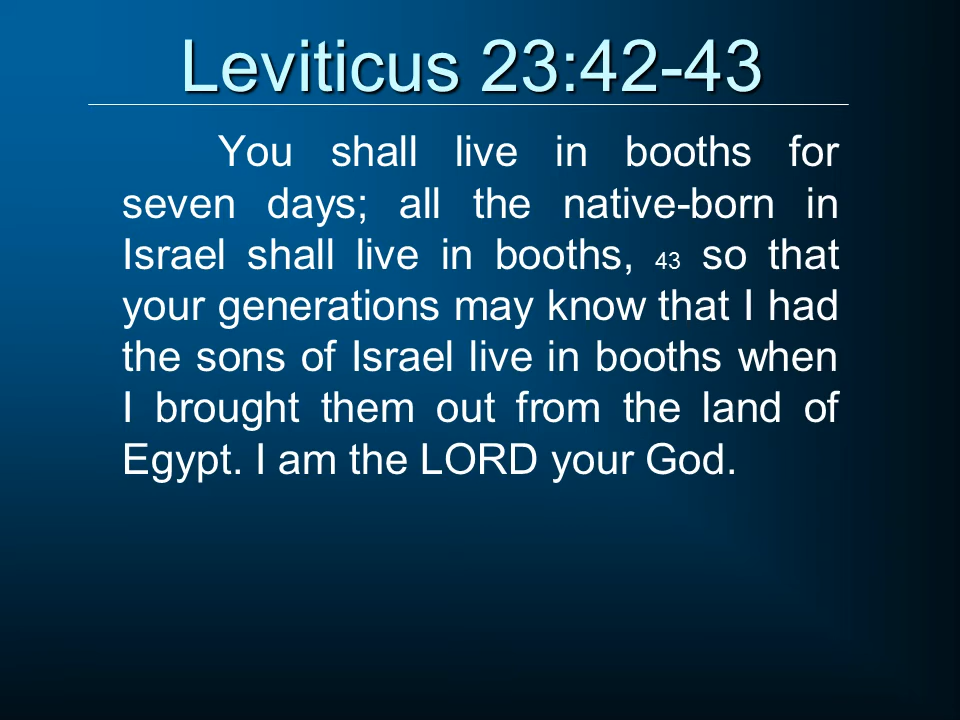 Leviticus 23:42-43
You shall live in booths for
seven days; all the native-born in
Israel shall live in booths, 43 so that
your generations may know that I had
the sons of Israel live in booths when
I brought them out from the land of
Egypt. I am the LORD your God.